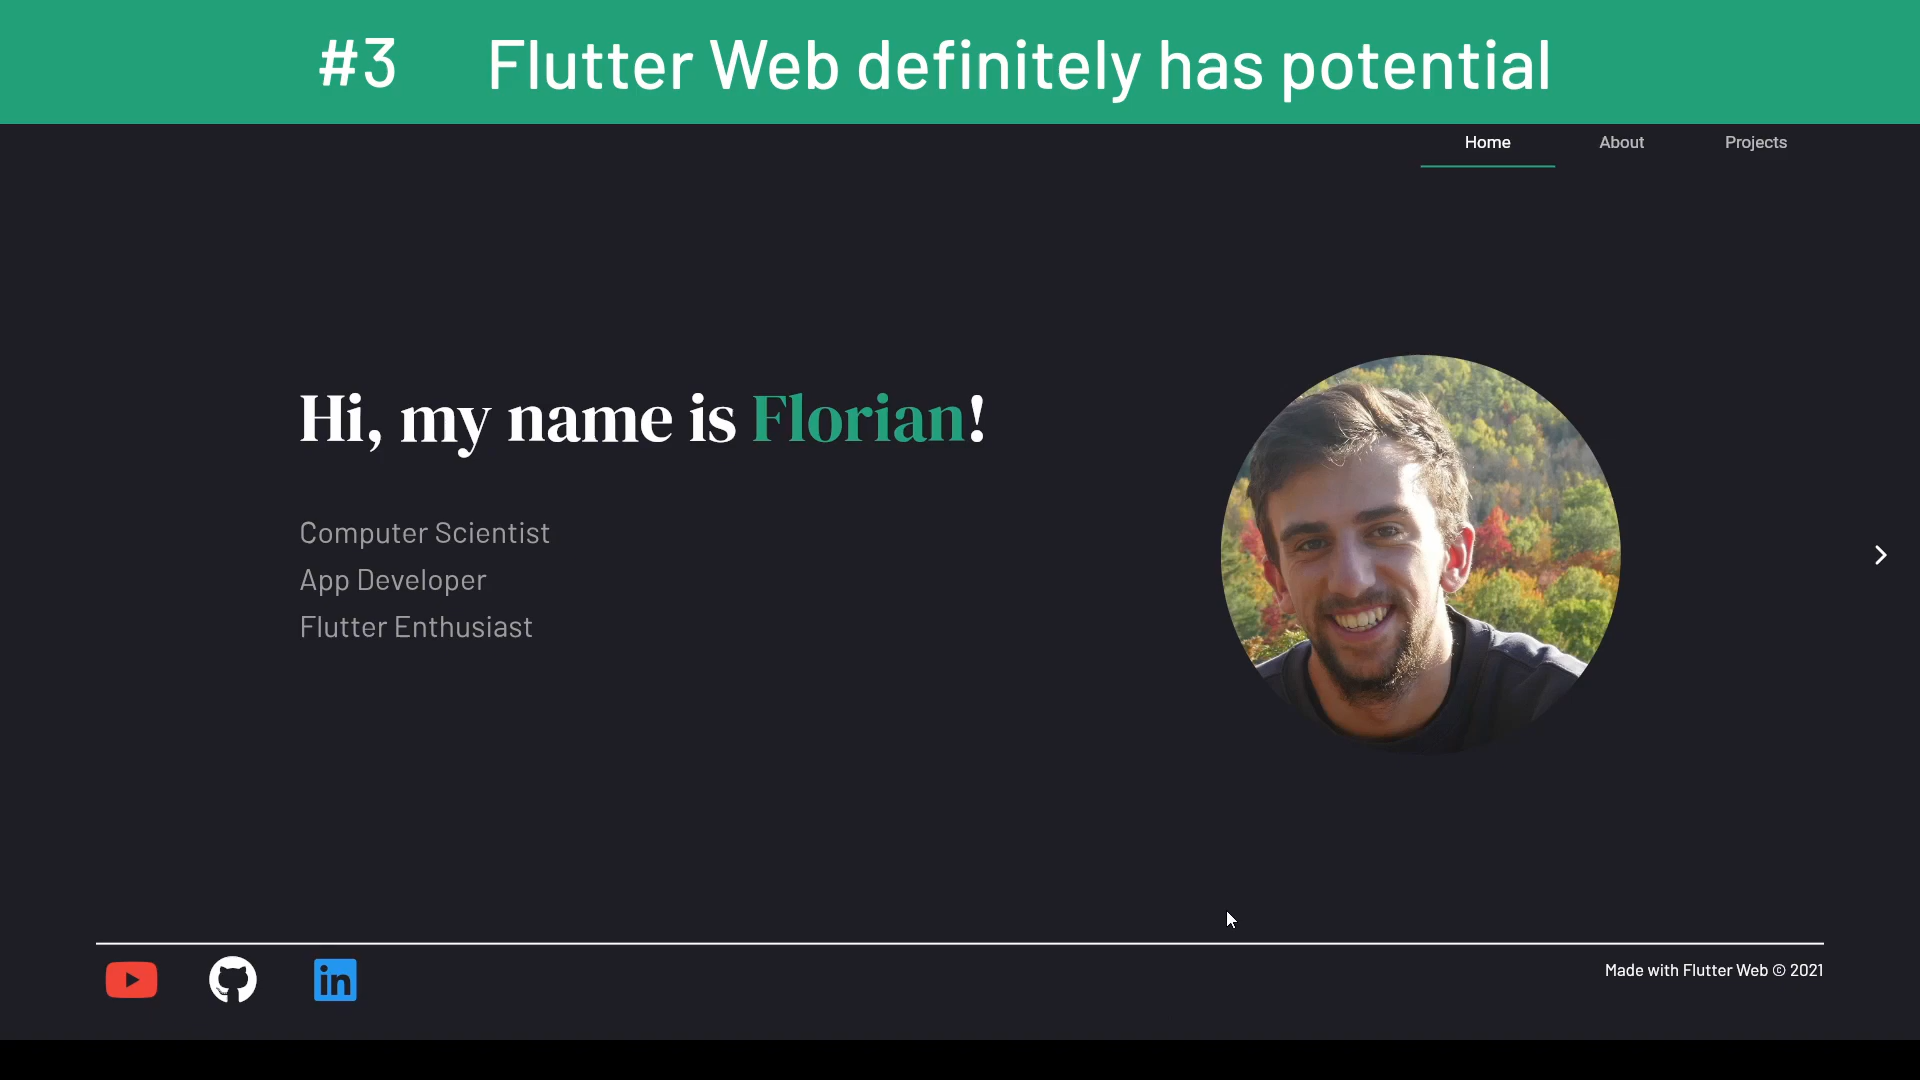 #3 Flutter Web definitely has potential
Home About Projects
Hi, my name is Florian!
Computer Scientist
App Developer
Flutter Enthusiast
in
Made with Flutter Web © 2021